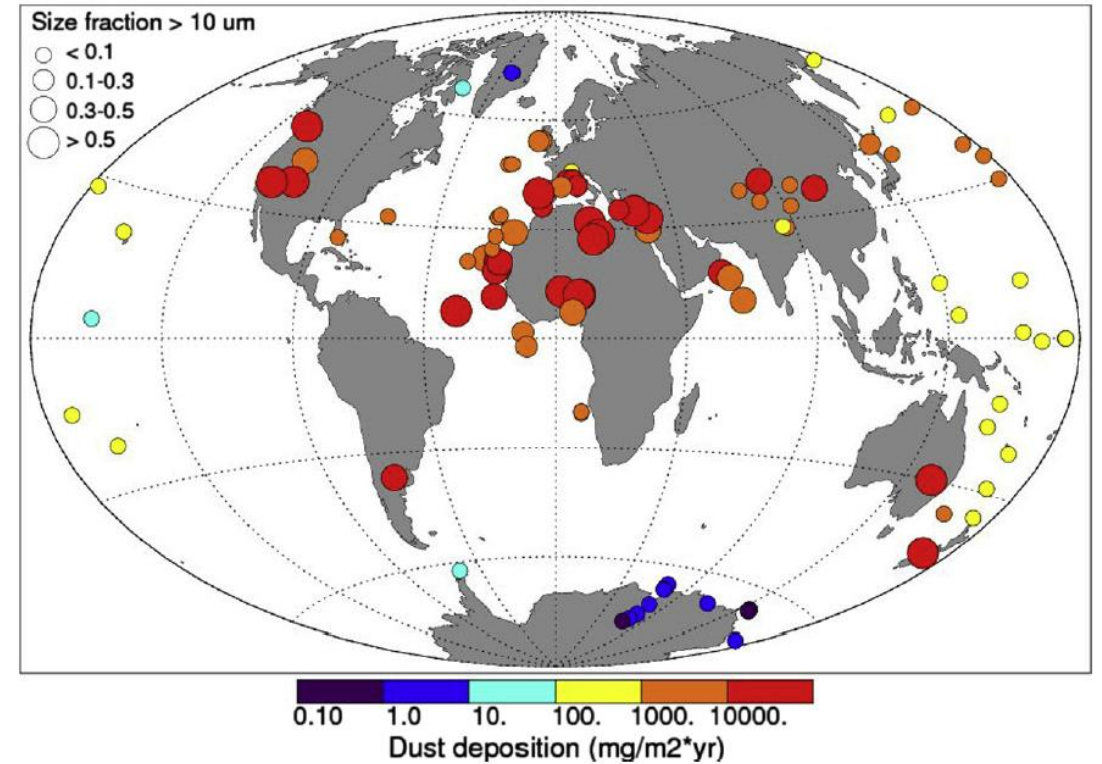 Size fraction > 10 um
< 0.1
0.1-0.3
0.3-0.5
> 0.5
0.10 1.0 10. 100. 1000. 10000.
Dust deposition (mg/m2*yr)